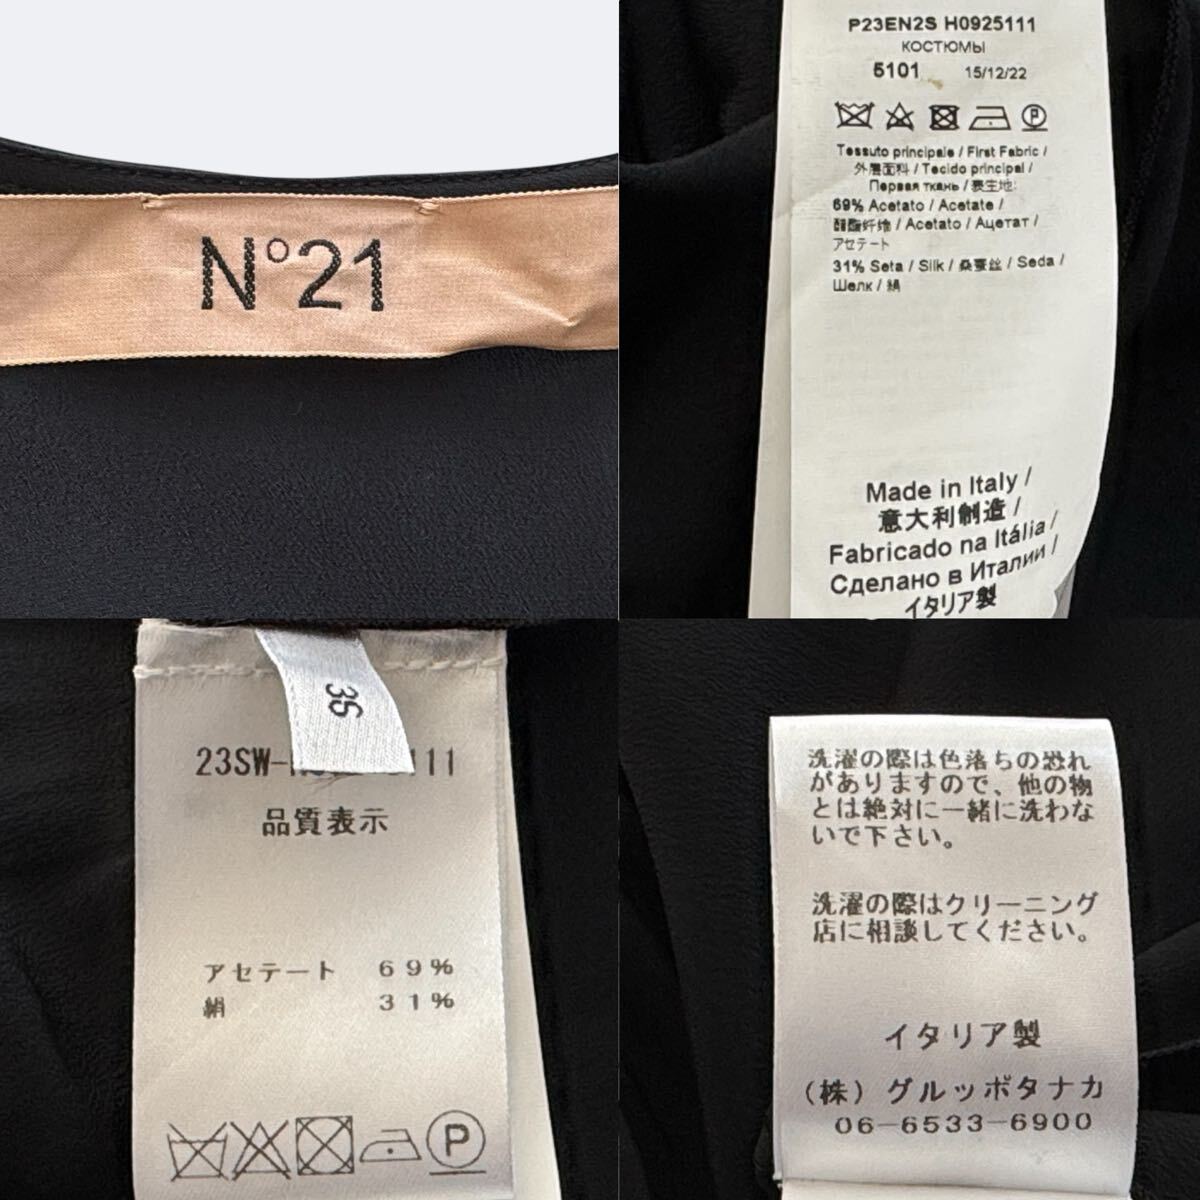 N°21
P23EN2S H0925111
КОСТЮМЫ
5101 15/12/22
Tessuto principale / First Fabric /
外層面料 / Tecido principal /
Первая ткань / 表生地:
69% Acetato / Acetate /
醋酯纤维 / Acetato / Ацетат /
アセテート
31% Seta / Silk / 桑蚕丝 / Seda /
Шелк / 絹
Made in Italy /
意大利制造 /
Fabricado na Itália /
Сделано в Италии /
イタリア製
36
23SW- 111
品質表示
アセテート 69%
絹 31%
P
洗濯の際は色落ちの恐れ
がありますので、他の物
とは絶対に一緒に洗わな
いで下さい。
洗濯の際はクリーニング
店に相談してください。
イタリア製
(株) グルッポタナカ
06-6533-6900